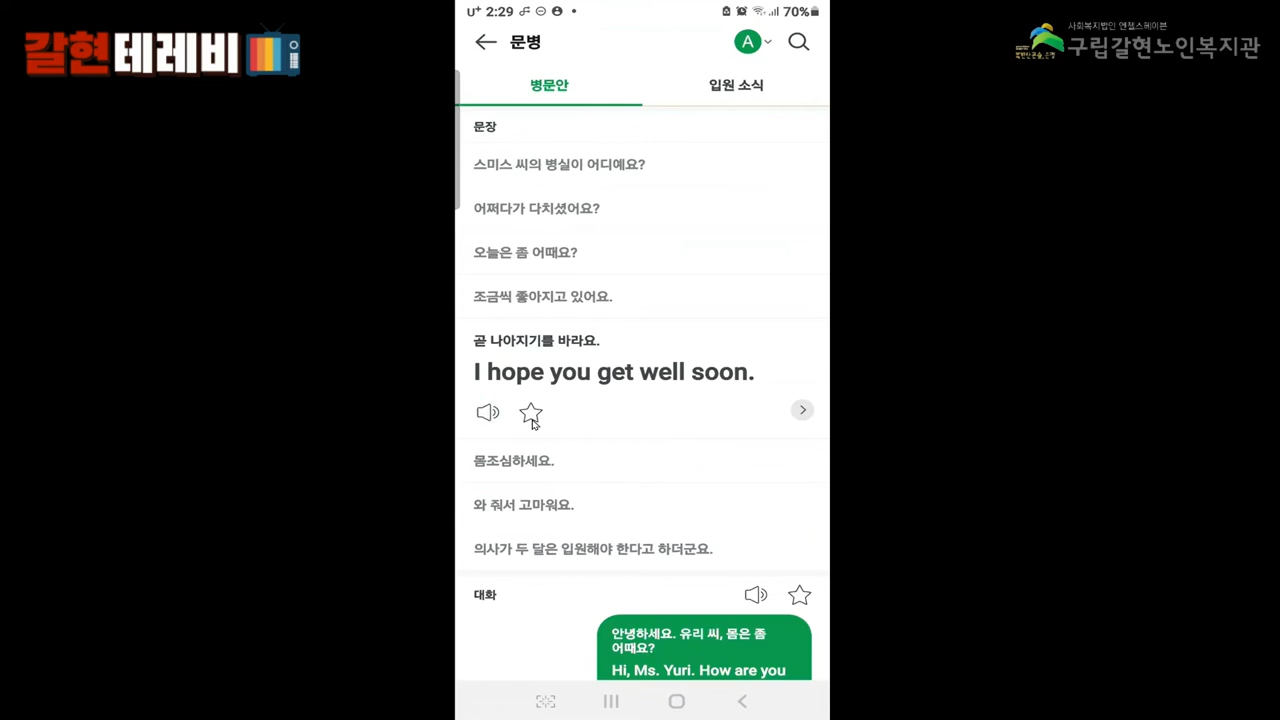 갈현테레비
U+ 2:29
70%
사회복지법인 엔젤스헤이븐
구립갈현노인복지관
문병
A
병문안
입원 소식
문장
스미스 씨의 병실이 어디예요?
어쩌다가 다치셨어요?
오늘은 좀 어때요?
조금씩 좋아지고 있어요.
곧 나아지기를 바라요.
I hope you get well soon.
몸조심하세요.
와 줘서 고마워요.
의사가 두 달은 입원해야 한다고 하더군요.
대화
안녕하세요. 유리 씨, 몸은 좀
어때요?
Hi, Ms. Yuri. How are you